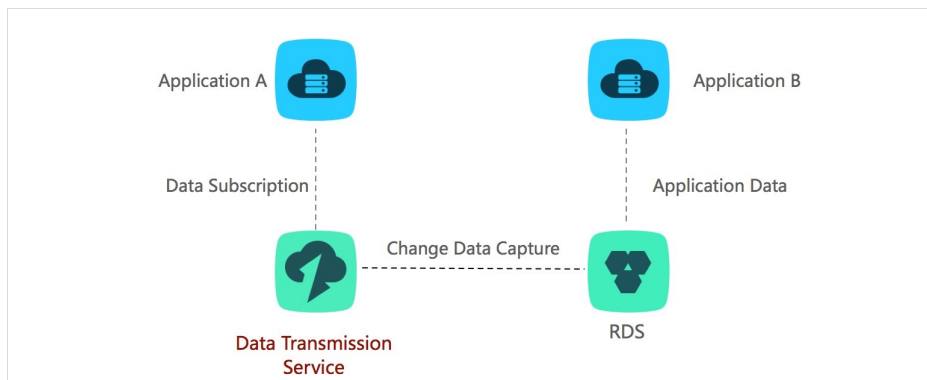 Application A
Application B
Data Subscription
Application Data
Change Data Capture
RDS
Data Transmission
Service